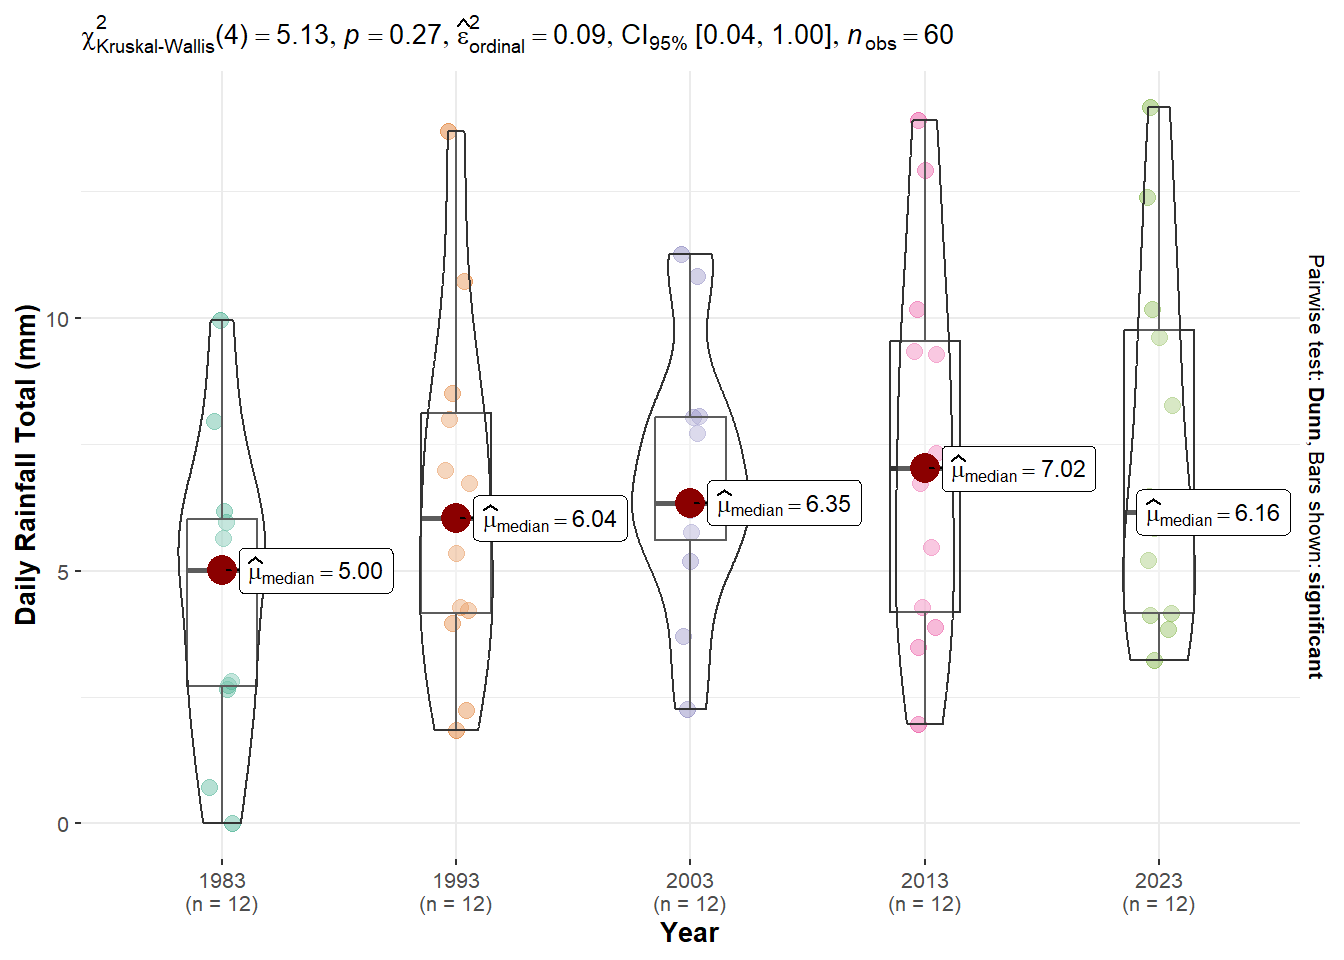 χ²Kruskal-Wallis(4) = 5.13, p = 0.27, ε̂²ordinal = 0.09, CI95% [0.04, 1.00], nobs = 60
Daily Rainfall Total (mm)
10
5
0
μ̂median = 5.00
μ̂median = 6.04
μ̂median = 6.35
μ̂median = 7.02
μ̂median = 6.16
Pairwise test: Dunn, Bars shown: significant
1983
(n = 12)
1993
(n = 12)
2003
(n = 12)
2013
(n = 12)
2023
(n = 12)
Year